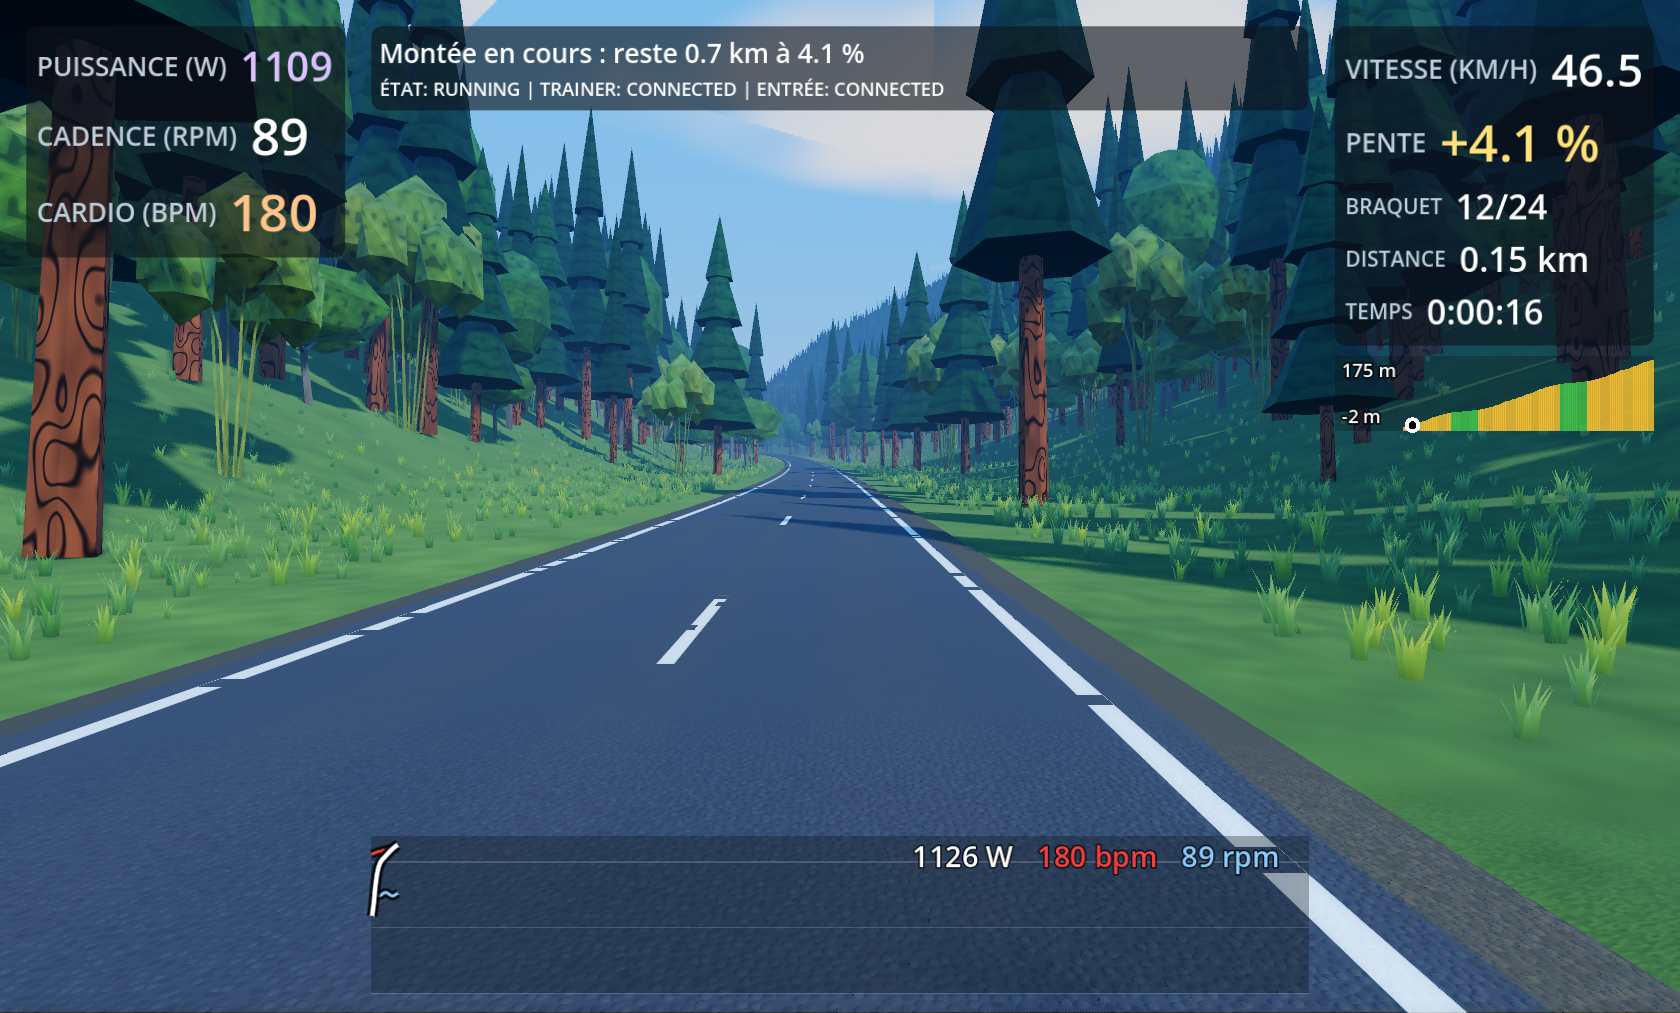 PUISSANCE (W) 1109
CADENCE (RPM) 89
CARDIO (BPM) 180
Montée en cours : reste 0.7 km à 4.1 %
ÉTAT: RUNNING | TRAINER: CONNECTED | ENTRÉE: CONNECTED
VITESSE (KM/H) 46.5
PENTE +4.1 %
BRAQUET 12/24
DISTANCE 0.15 km
TEMPS 0:00:16
175 m
-2 m
1126 W 180 bpm 89 rpm